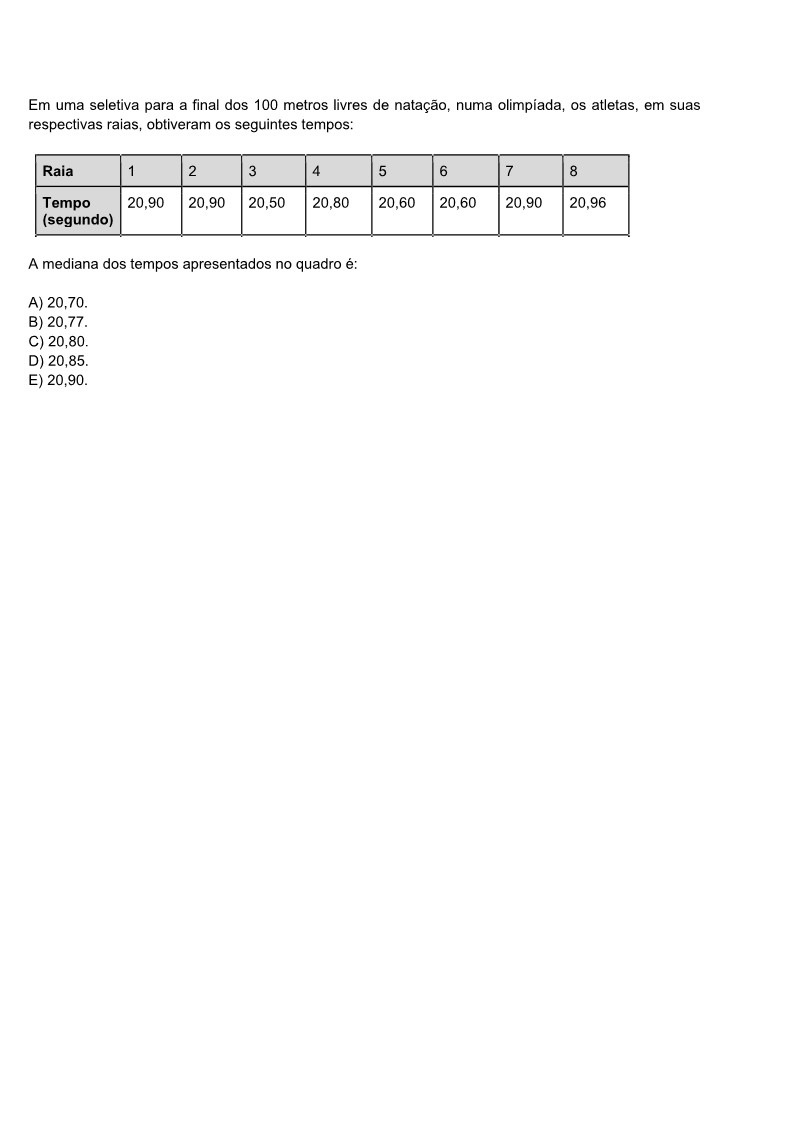 Em uma seletiva para a final dos 100 metros livres de natação, numa olimpíada, os atletas, em suas
respectivas raias, obtiveram os seguintes tempos:
Raia 1 2 3 4 5 6 7 8
Tempo (segundo) 20,90 20,90 20,50 20,80 20,60 20,60 20,90 20,96
A mediana dos tempos apresentados no quadro é:
A) 20,70.
B) 20,77.
C) 20,80.
D) 20,85.
E) 20,90.